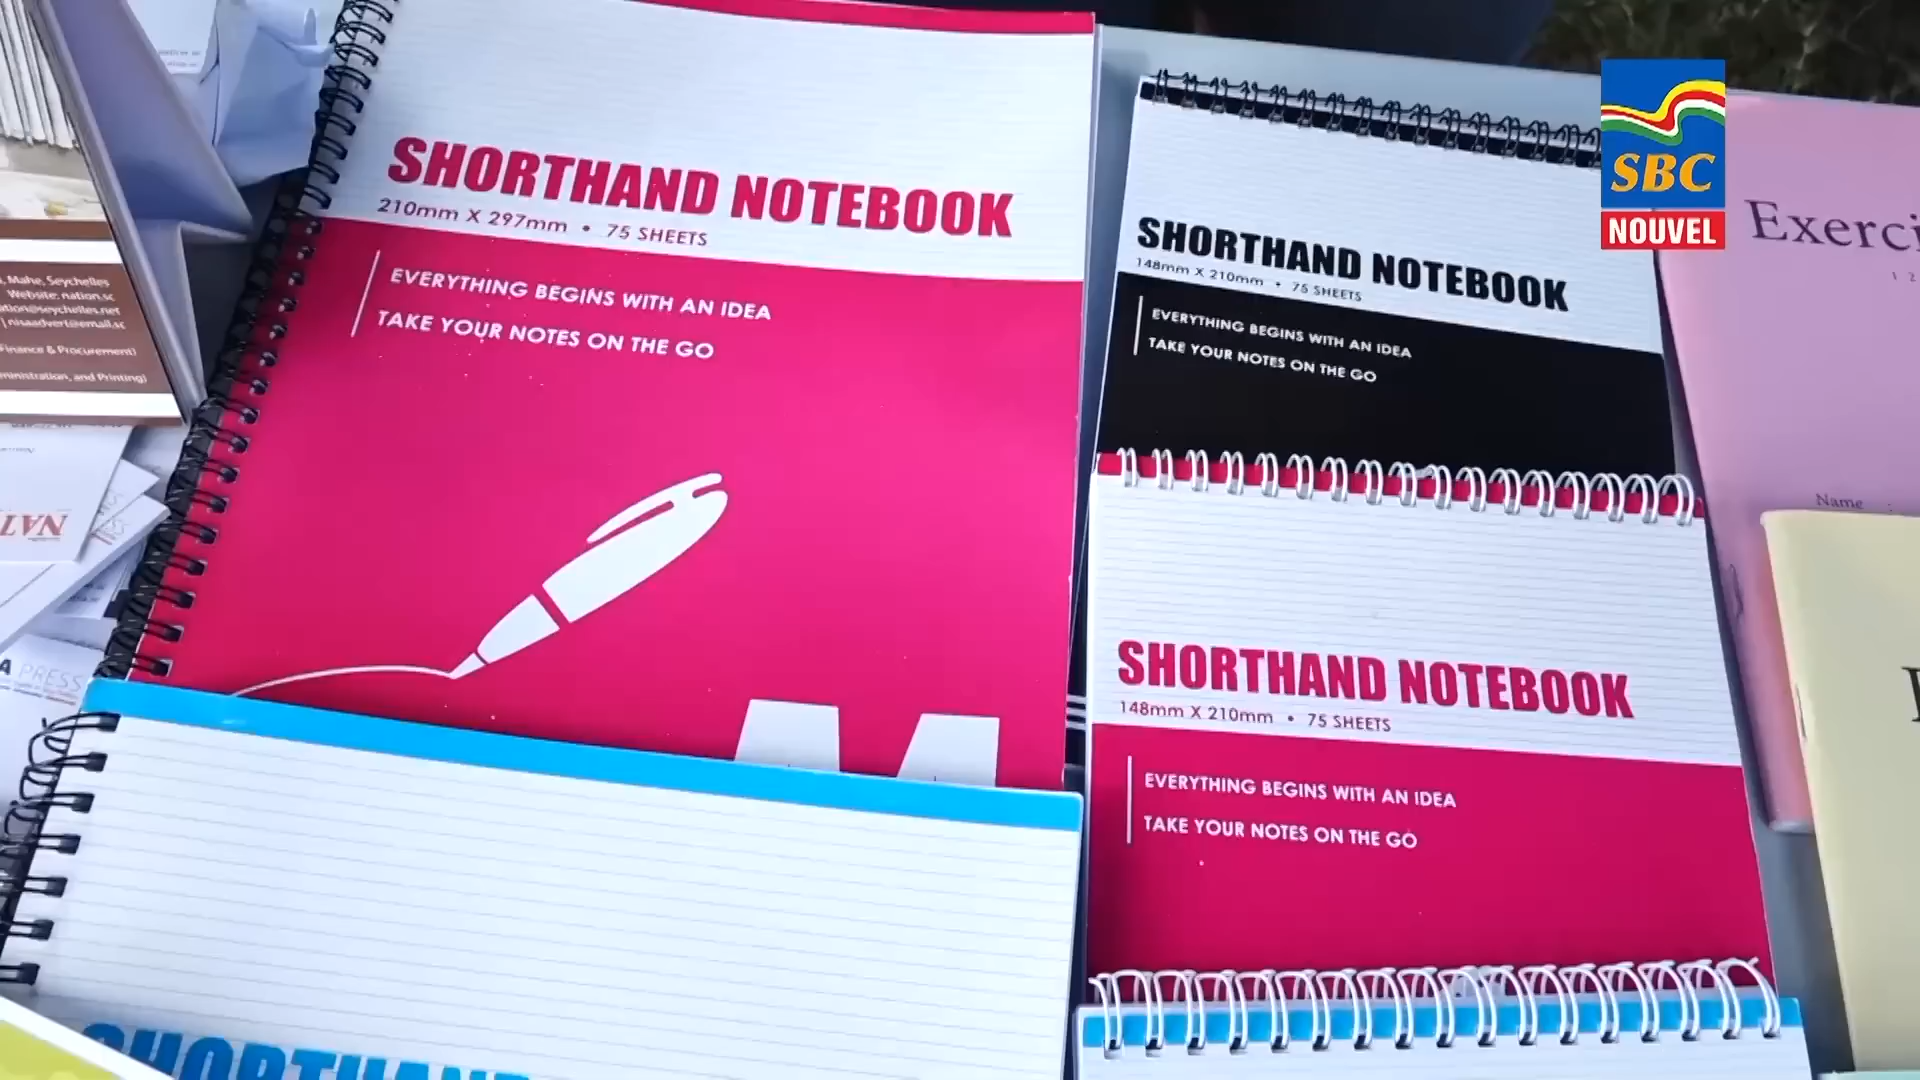 SHORTHAND NOTEBOOK
210mm X 297mm • 75 SHEETS
EVERYTHING BEGINS WITH AN IDEA
TAKE YOUR NOTES ON THE GO
SHORTHAND NOTEBOOK
148mm X 210mm • 75 SHEETS
EVERYTHING BEGINS WITH AN IDEA
TAKE YOUR NOTES ON THE GO
SHORTHAND NOTEBOOK
148mm X 210mm • 75 SHEETS
EVERYTHING BEGINS WITH AN IDEA
TAKE YOUR NOTES ON THE GO
SBC
NOUVEL
Name
, Mahe, Seychelles
Website: nation.sc
Finance & Procurement)
, and Printing)
A PRESS